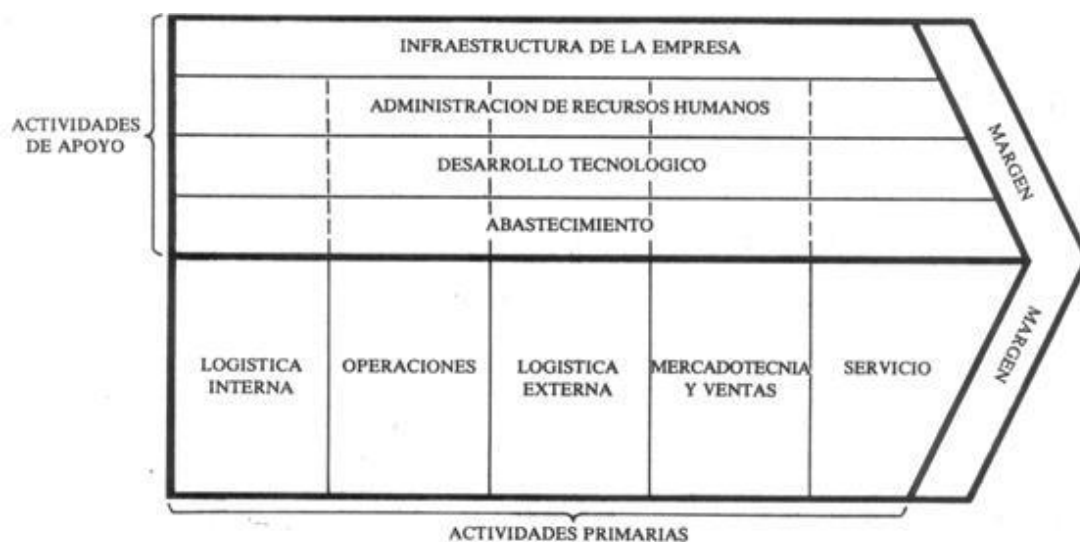 INFRAESTRUCTURA DE LA EMPRESA
ADMINISTRACION DE RECURSOS HUMANOS
ACTIVIDADES
DE APOYO
DESARROLLO TECNOLOGICO
ABASTECIMIENTO
MARGEN
LOGISTICA
INTERNA
OPERACIONES
LOGISTICA
EXTERNA
MERCADOTECNIA
Y VENTAS
SERVICIO
MARGEN
ACTIVIDADES PRIMARIAS